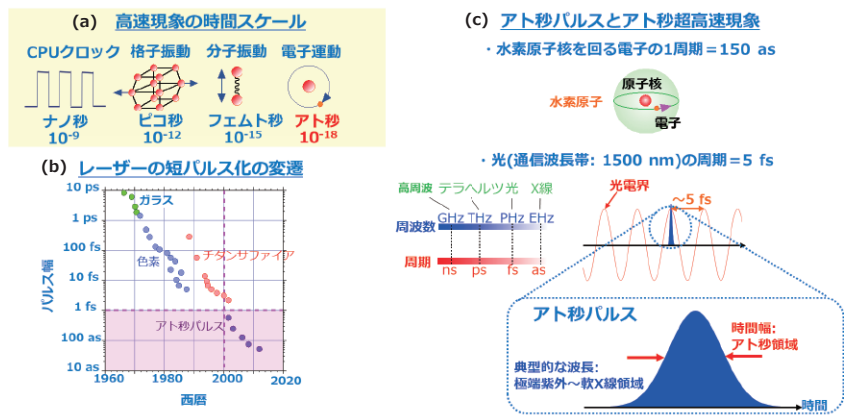 (a) 高速現象の時間スケール
CPUクロック 格子振動 分子振動 電子運動
ナノ秒 ピコ秒 フェムト秒 アト秒
10-9 10-12 10-15 10-18
(b) レーザーの短パルス化の変遷
10 ps
1 ps
100 fs
10 fs
1 fs
100 as
10 as
パルス幅
ガラス
色素
チタンサファイア
アト秒パルス
1960 1980 2000 2020
西暦
(c) アト秒パルスとアト秒超高速現象
・水素原子核を回る電子の1周期=150 as
水素原子
原子核
電子
・光(通信波長帯: 1500 nm)の周期=5 fs
高周波 テラヘルツ光 X線
周波数 GHz THz PHz EHz
周期
ns ps fs as
光電界
~5 fs
アト秒パルス
時間幅:
アト秒領域
典型的な波長:
極端紫外~軟X線領域
時間